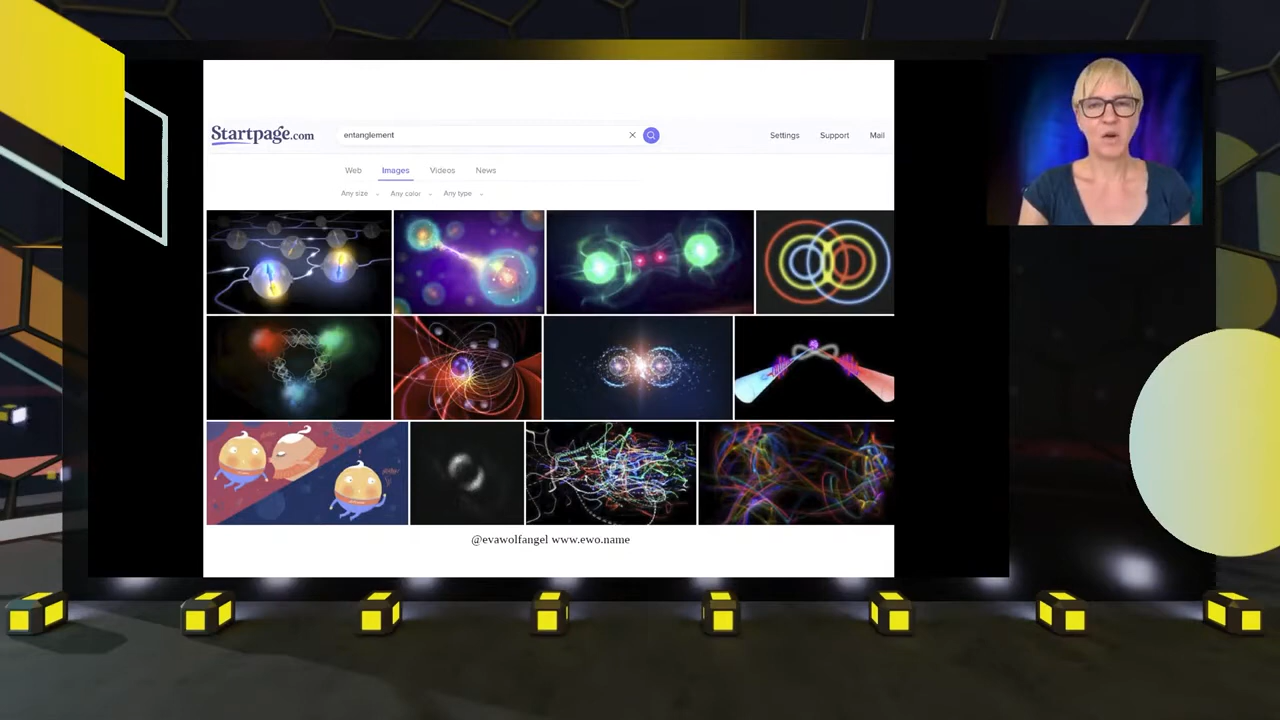 Startpage.com
entanglement
Settings Support Mail
Web Images Videos News
Any size Any color Any type
@evawolfangel www.ewo.name